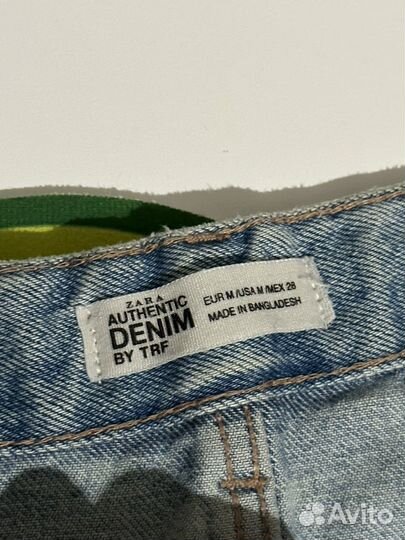 ZARA
AUTHENTIC
DENIM
BY TRF
EUR M /USA M /MEX 28
MADE IN BANGLADESH
Avito